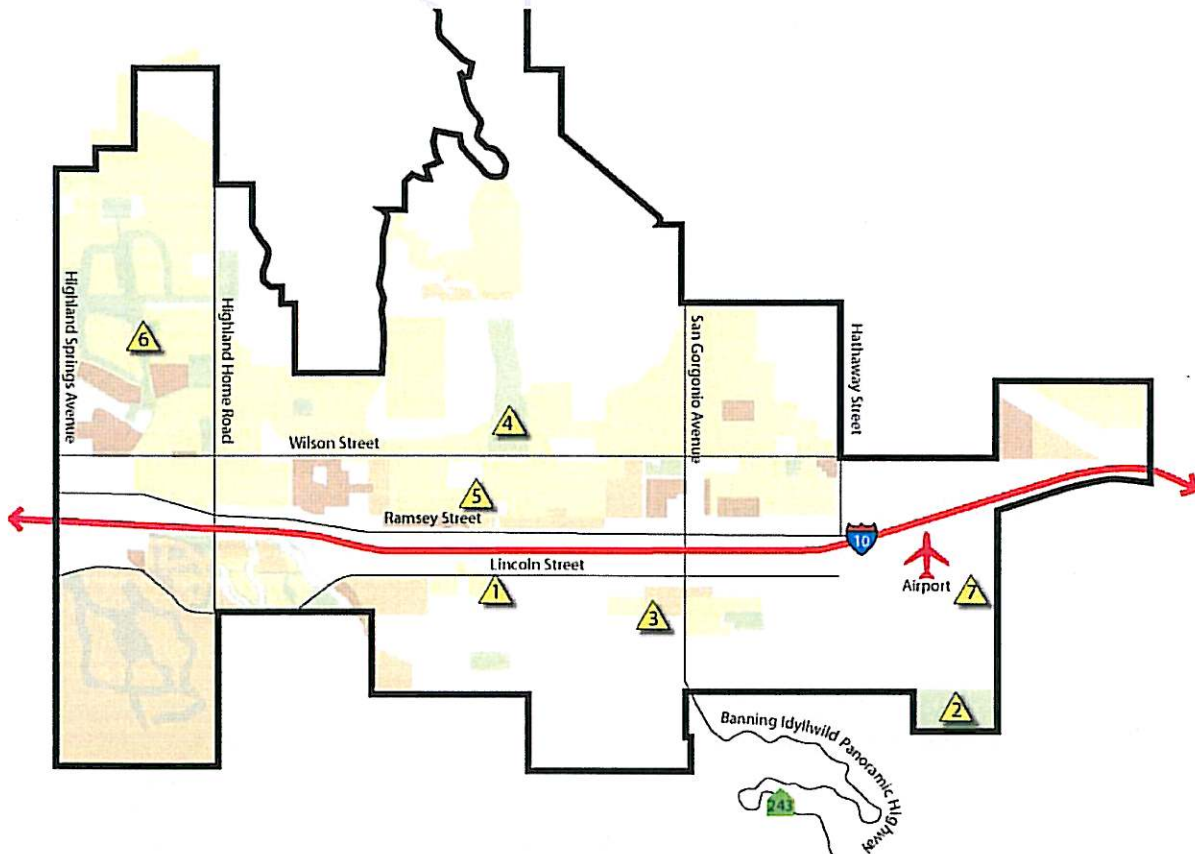 Highland Springs Avenue
Highland Home Road
San Gorgonio Avenue
Hathaway Street
6
4
Wilson Street
5
Ramsey Street
10
Lincoln Street
Airport
1
7
3
2
Banning Idyllwild Panoramic Highway
243